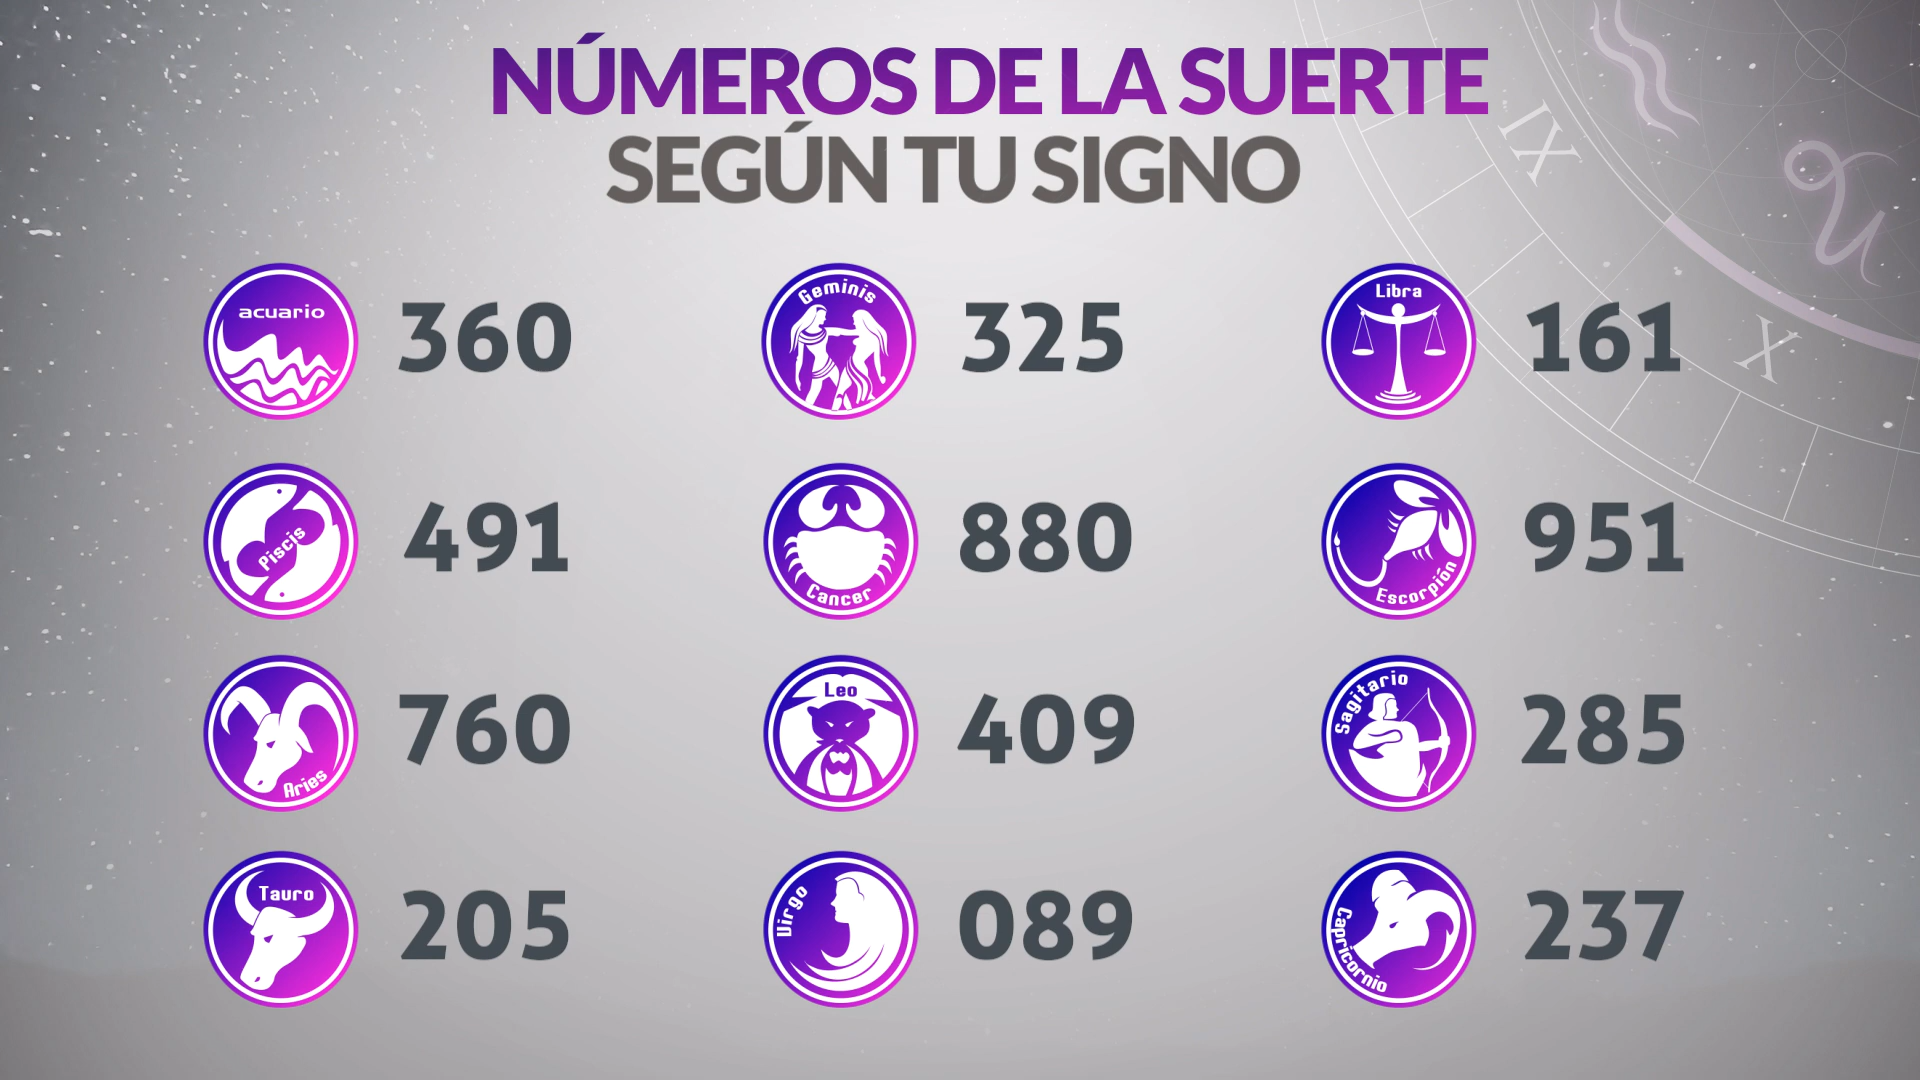 NÚMEROS DE LA SUERTE
SEGÚN TU SIGNO
IX
X
acuario 360
Geminis 325
Libra 161
Piscis 491
Cancer 880
Escorpión 951
Aries 760
Leo 409
Sagitario 285
Tauro 205
Virgo 089
Capricornio 237